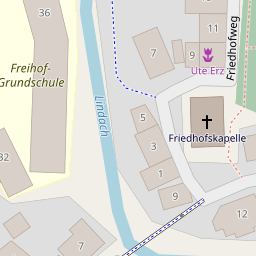 36
11
Friedhofweg
7
9
Ute Erz
Freihof-
Grundschule
Lindach
5
Friedhofskapelle
3
32
1
9
12
7